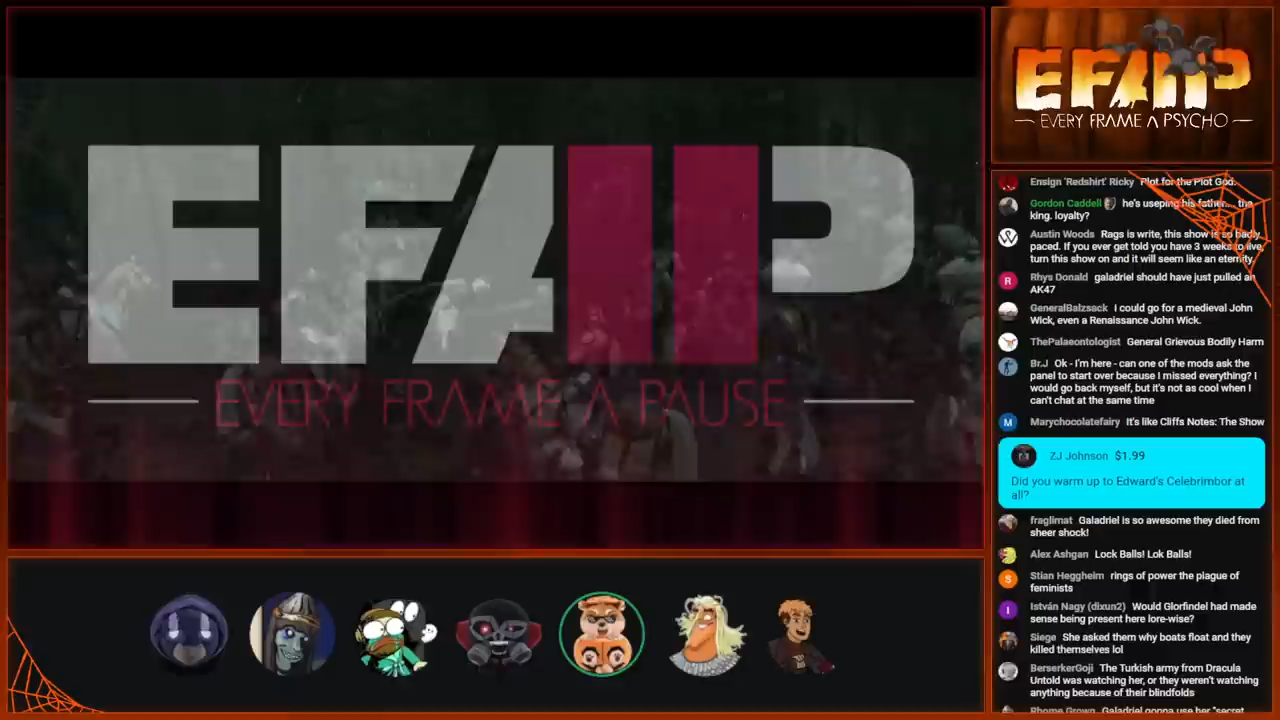 EFAP
EVERY FRAME A PAUSE
EFAP
EVERY FRAME A PSYCHO
Ensign 'Redshirt' Ricky Plot for the Plot God.
Gordon Caddell he's useping his father... the
king. loyalty?
Austin Woods Rags is write, this show is so badly
paced. If you ever get told you have 3 weeks to live,
turn this show on and it will seem like an eternity.
R
Rhys Donald galadriel should have just pulled an
AK47
GeneralBalzsack I could go for a medieval John
Wick, even a Renaissance John Wick.
ThePalaeontologist General Grievous Bodily Harm
Br.J Ok - I'm here - can one of the mods ask the
panel to start over because I missed everything? I
would go back myself, but it's not as cool when I
can't chat at the same time
M
Marychocolatefairy It's like Cliffs Notes: The Show
ZJ Johnson $1.99
Did you warm up to Edward's Celebrimbor at
all?
fraglimat Galadriel is so awesome they died from
sheer shock!
Alex Ashgan Lock Balls! Lok Balls!
S
Stian Heggheim rings of power the plague of
feminists
I
István Nagy (dixun2) Would Glorfindel had made
sense being present here lore-wise?
Siege She asked them why boats float and they
killed themselves lol
BerserkerGoji The Turkish army from Dracula
Untold was watching her, or they weren't watching
anything because of their blindfolds
Rhome Grown Galadriel gonna use her "secret